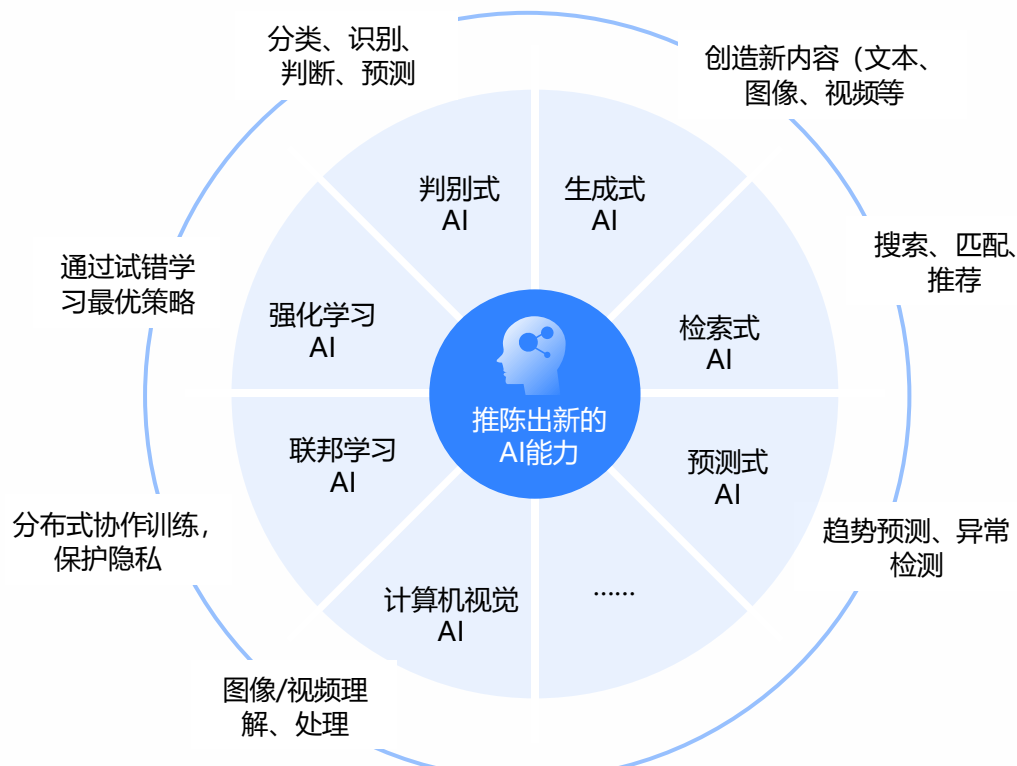 分类、识别、
判断、预测
创造新内容（文本、
图像、视频等
判别式
AI
生成式
AI
搜索、匹配、
推荐
通过试错学
习最优策略
强化学习
AI
检索式
AI
推陈出新的
AI能力
联邦学习
AI
预测式
AI
分布式协作训练，
保护隐私
趋势预测、异常
检测
计算机视觉
AI
......
图像/视频理
解、处理